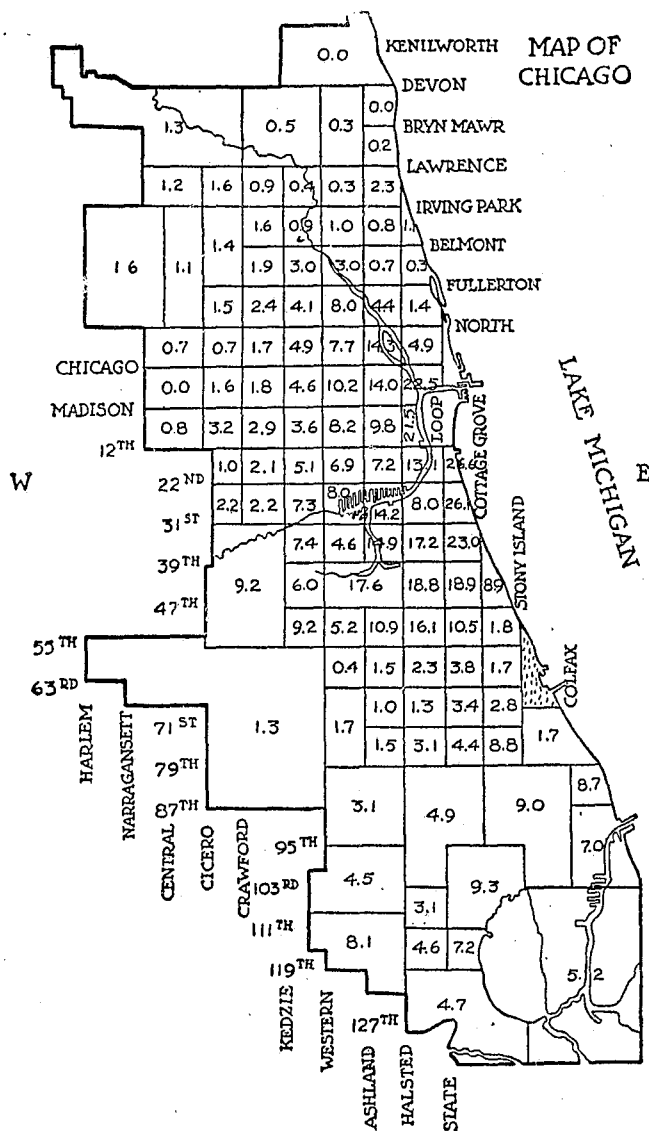 KENILWORTH
MAP OF
CHICAGO
0.0
DEVON
0.0
1.3 0.5 0.3
BRYN MAWR
0.2
LAWRENCE
1.2 1.6 0.9 0.4 0.3 2.3
IRVING PARK
1.6 0.9 1.0 0.8 1.1
1.4
BELMONT
1.6 1.1
1.9 3.0 3.0 0.7 0.3
FULLERTON
1.5 2.4 4.1 8.0 4.4 1.4
NORTH
0.7 0.7 1.7 4.9 7.7 14.3 4.9
CHICAGO
0.0 1.6 1.8 4.6 10.2 14.0 22.5
MADISON
0.8 3.2 2.9 3.6 8.2 9.8 21.5 LOOP
COTTAGE GROVE
LAKE MICHIGAN
12TH
1.0 2.1 5.1 6.9 7.2 13.1 26.6
W
E
22ND
2.2 2.2 7.3 8.0 14.2 8.0 26.1
31ST
7.4 4.6 14.9 17.2 23.0
39TH
STONY ISLAND
9.2 6.0 17.6 18.8 18.9 89
47TH
9.2 5.2 10.9 16.1 10.5 1.8
55TH
0.4 1.5 2.3 3.8 1.7
COLFAX
63RD
1.0 1.3 3.4 2.8
HARLEM
NARRAGANSETT
71ST
1.3 1.7 1.7
1.5 3.1 4.4 8.8
79TH
8.7
87TH
3.1 4.9 9.0
CENTRAL
CICERO
CRAWFORD
95TH
7.0
103RD
4.5 9.3
3.1
111TH
8.1 4.6 7.2
119TH
5.2
KEDZIE
WESTERN
4.7
127TH
ASHLAND
HALSTED
STATE